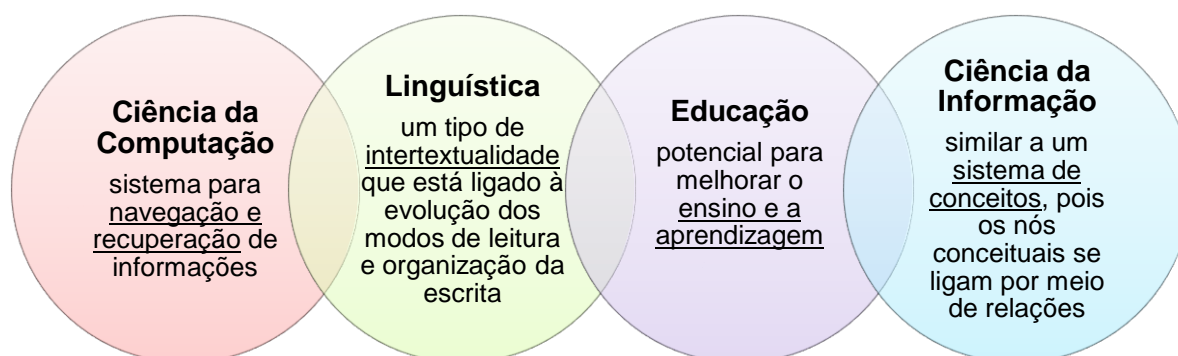 Ciência da
Computação
sistema para
navegação e
recuperação de
informações
Linguística
um tipo de
intertextualidade
que está ligado à
evolução dos
modos de leitura
e organização da
escrita
Educação
potencial para
melhorar o
ensino e a
aprendizagem
Ciência da
Informação
similar a um
sistema de
conceitos, pois
os nós
conceituais se
ligam por meio
de relações